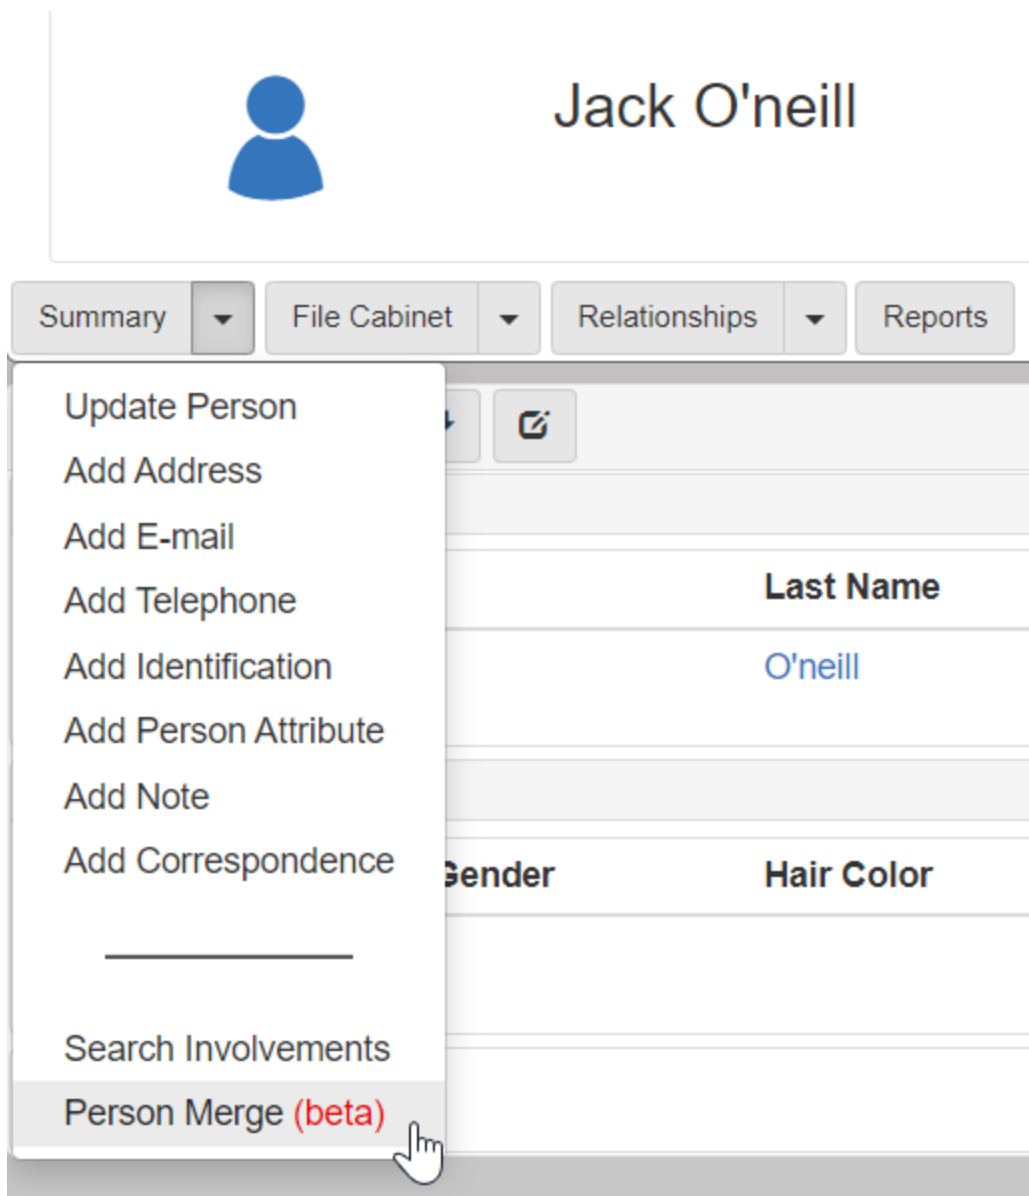 Jack O'neill
Summary File Cabinet Relationships Reports
Update Person
Add Address
Add E-mail
Last Name
Add Telephone
Add Identification
O'neill
Add Person Attribute
Add Note
Add Correspondence
Gender Hair Color
Search Involvements
Person Merge (beta)